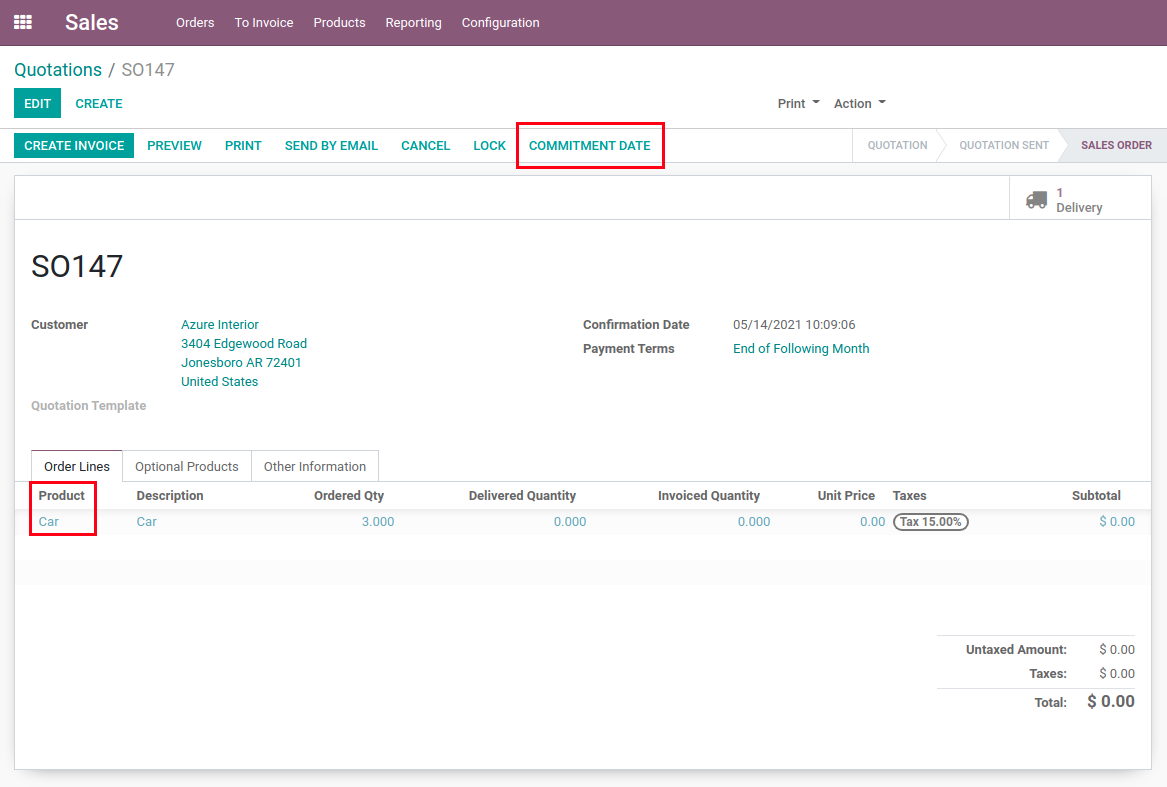 Sales Orders To Invoice Products Reporting Configuration
Quotations / SO147
EDIT CREATE Print Action
CREATE INVOICE PREVIEW PRINT SEND BY EMAIL CANCEL LOCK COMMITMENT DATE QUOTATION QUOTATION SENT SALES ORDER
1
Delivery
SO147
Customer Azure Interior Confirmation Date 05/14/2021 10:09:06
3404 Edgewood Road Payment Terms End of Following Month
Jonesboro AR 72401
United States
Quotation Template
Order Lines Optional Products Other Information
Product Description Ordered Qty Delivered Quantity Invoiced Quantity Unit Price Taxes Subtotal
Car Car 3.000 0.000 0.000 0.00 Tax 15.00% $ 0.00
Untaxed Amount: $ 0.00
Taxes: $ 0.00
Total: $ 0.00